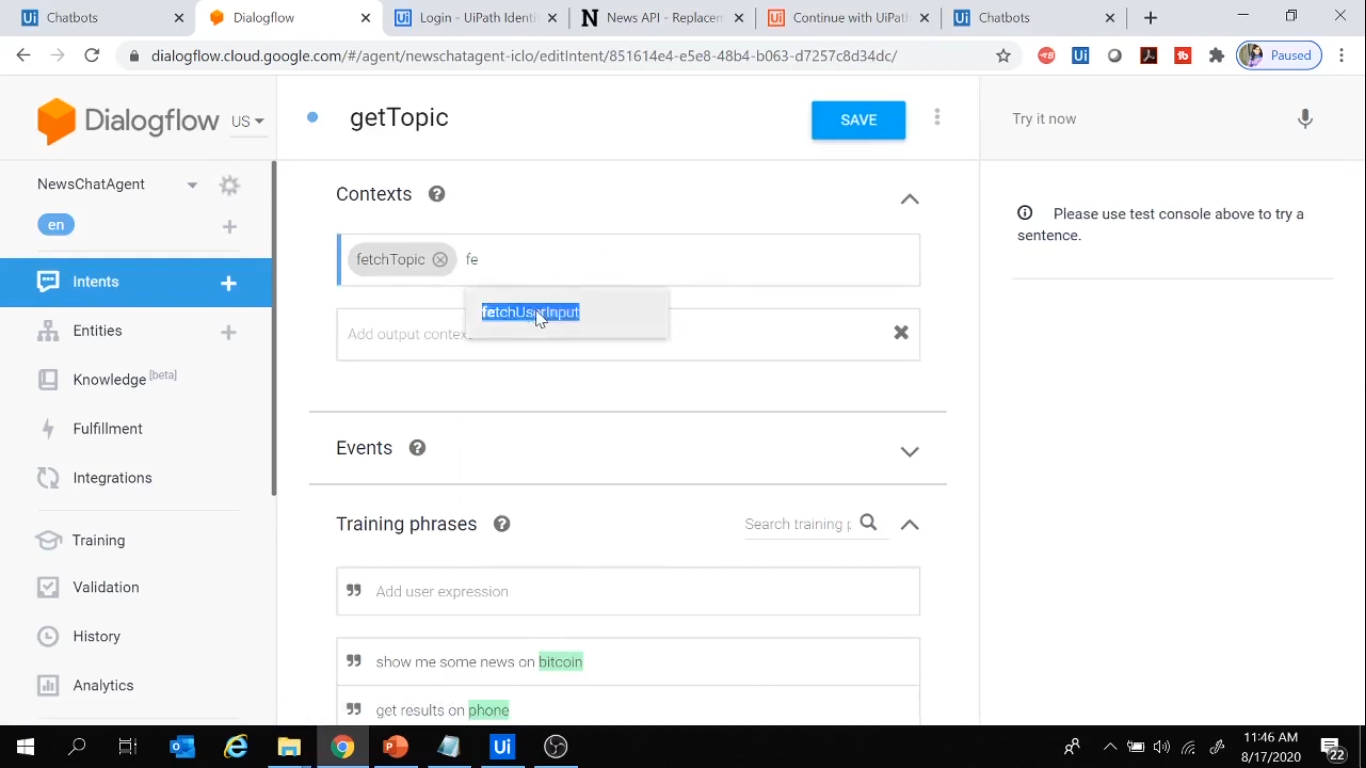 Chatbots
Dialogflow
Login - UiPath Identi
News API - Replacem
Continue with UiPath
Chatbots
dialogflow.cloud.google.com/#/agent/newschatagent-iclo/editIntent/851614e4-e5e8-48b4-b063-d7257c8d34dc/
Paused
Dialogflow
US
getTopic
SAVE
Try it now
NewsChatAgent
en
Intents
Entities
Knowledge [beta]
Fulfillment
Integrations
Training
Validation
History
Analytics
Contexts
fetchTopic fe
fetchUserInput
Add output contex
Events
Training phrases
Search training p
Add user expression
show me some news on bitcoin
get results on phone
Please use test console above to try a
sentence.
11:46 AM
8/17/2020
22